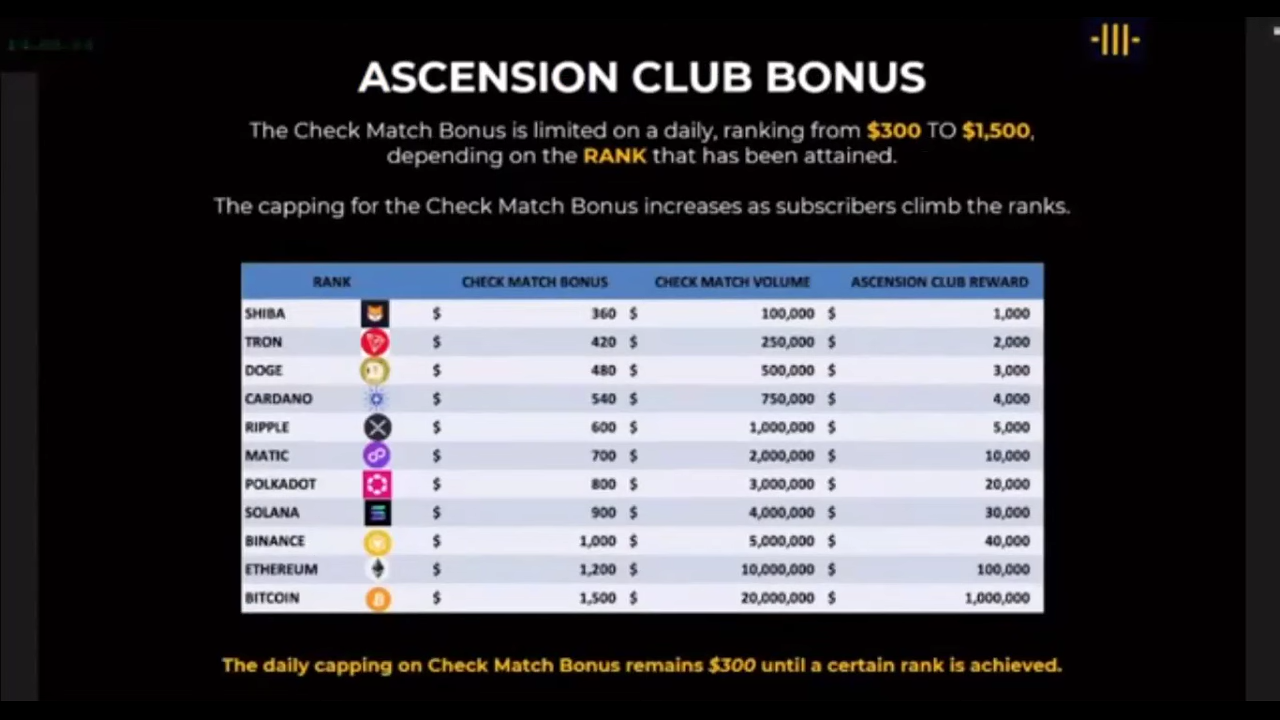 ASCENSION CLUB BONUS
The Check Match Bonus is limited on a daily, ranking from $300 TO $1,500,
depending on the RANK that has been attained.
The capping for the Check Match Bonus increases as subscribers climb the ranks.
RANK CHECK MATCH BONUS CHECK MATCH VOLUME ASCENSION CLUB REWARD
SHIBA $ 360 $ 100,000 $ 1,000
TRON $ 420 $ 250,000 $ 2,000
DOGE $ 480 $ 500,000 $ 3,000
CARDANO $ 540 $ 750,000 $ 4,000
RIPPLE $ 600 $ 1,000,000 $ 5,000
MATIC $ 700 $ 2,000,000 $ 10,000
POLKADOT $ 800 $ 3,000,000 $ 20,000
SOLANA $ 900 $ 4,000,000 $ 30,000
BINANCE $ 1,000 $ 5,000,000 $ 40,000
ETHEREUM $ 1,200 $ 10,000,000 $ 100,000
BITCOIN $ 1,500 $ 20,000,000 $ 1,000,000
The daily capping on Check Match Bonus remains $300 until a certain rank is achieved.